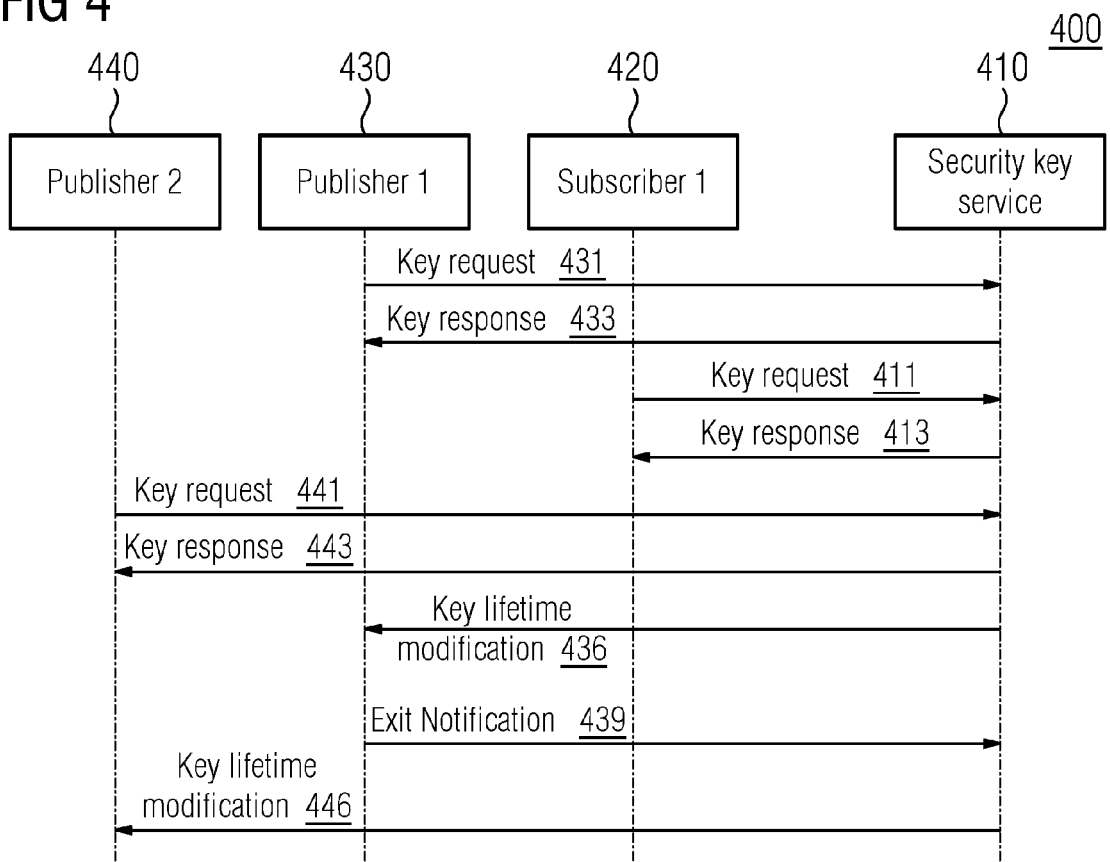 FIG 4
400
440
430
420
410
Publisher 2
Publisher 1
Subscriber 1
Security key
service
Key request 431
Key response 433
Key request 411
Key response 413
Key request 441
Key response 443
Key lifetime
modification 436
Exit Notification 439
Key lifetime
modification 446